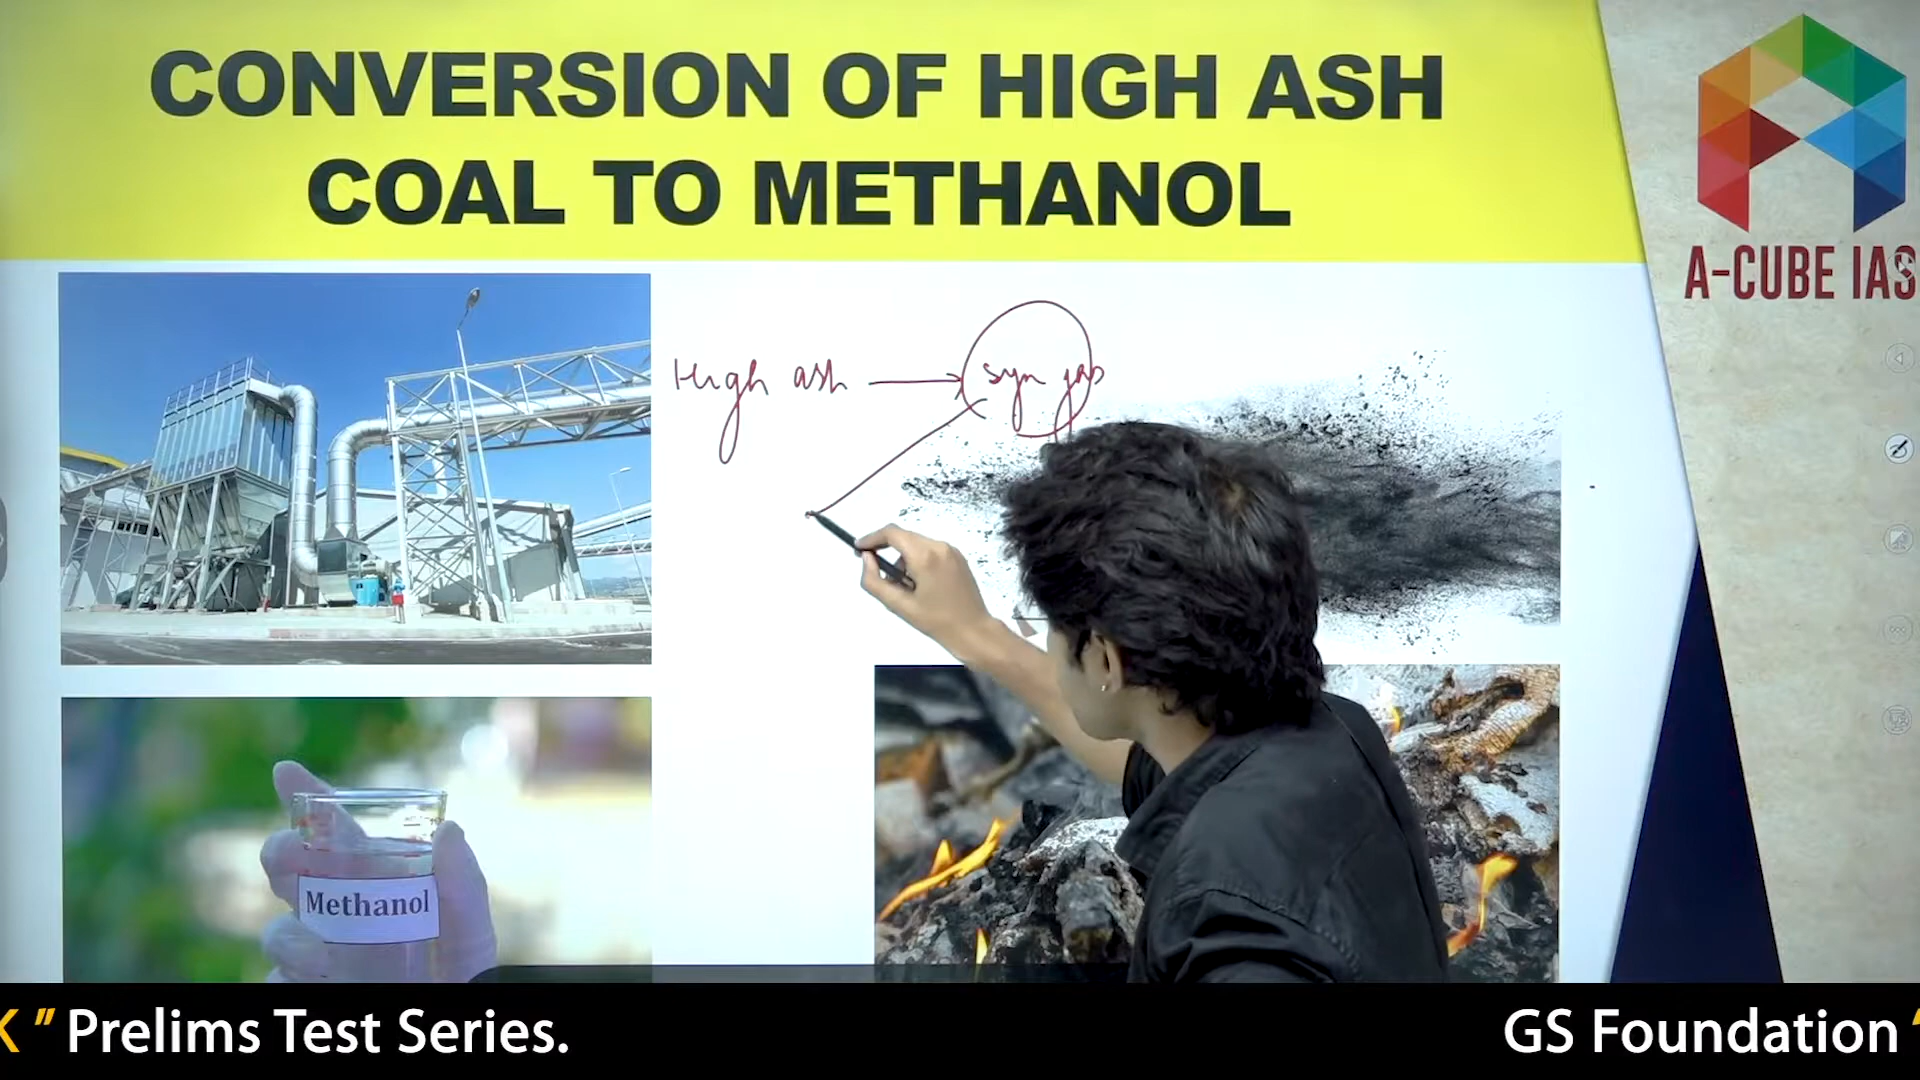 CONVERSION OF HIGH ASH
COAL TO METHANOL
A-CUBE IAS
High ash
syn gas
Methanol
K " Prelims Test Series.
GS Foundation "